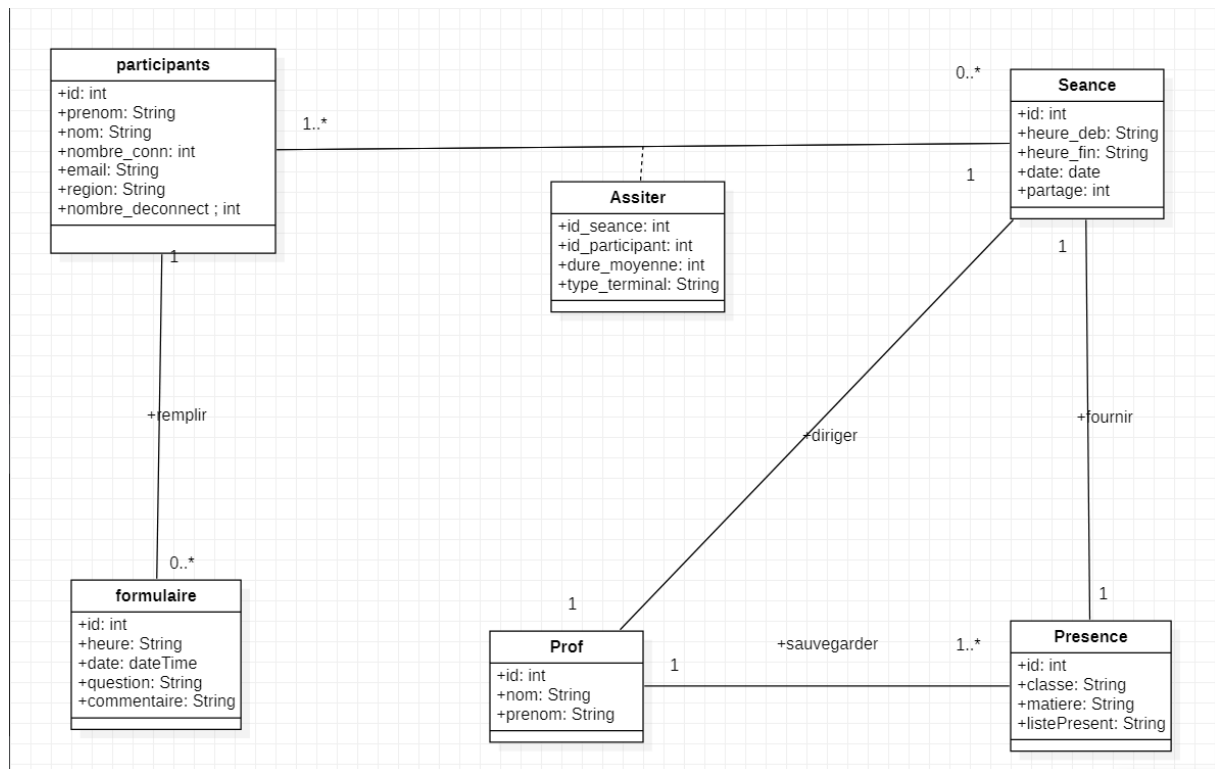 participants
+id: int
+prenom: String
+nom: String
+nombre_conn: int
+email: String
+region: String
+nombre_deconnect ; int
1..*
0..*
Seance
+id: int
+heure_deb: String
+heure_fin: String
+date: date
+partage: int
1
1
Assiter
+id_seance: int
+id_participant: int
+dure_moyenne: int
+type_terminal: String
1
+remplir
+diriger
+fournir
0..*
formulaire
+id: int
+heure: String
+date: dateTime
+question: String
+commentaire: String
1
Prof
+id: int
+nom: String
+prenom: String
1
+sauvegarder
1..*
1
Presence
+id: int
+classe: String
+matiere: String
+listePresent: String